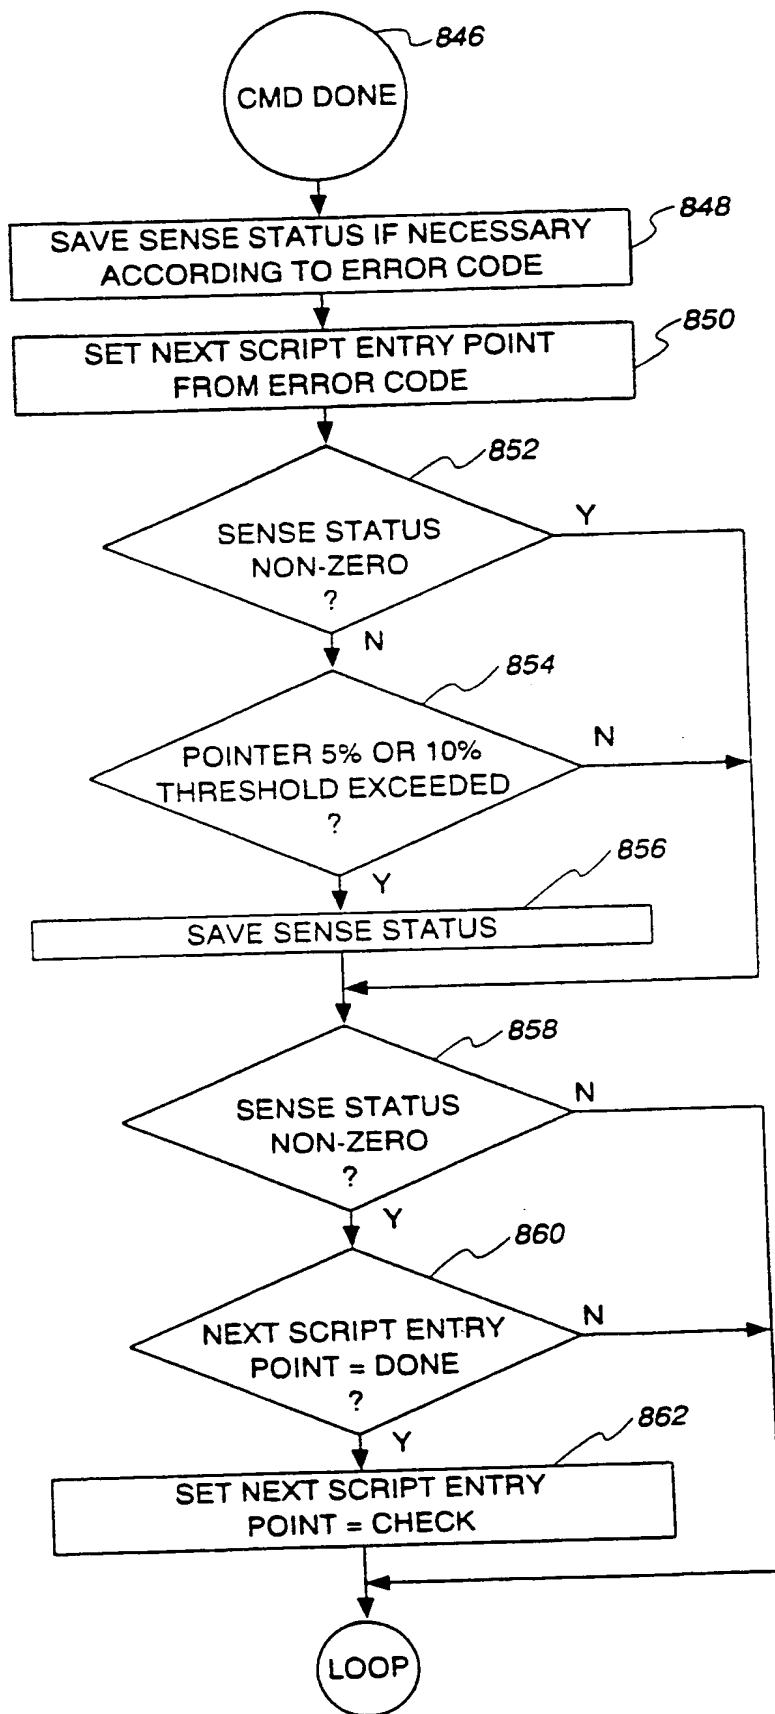 846
CMD DONE
848
SAVE SENSE STATUS IF NECESSARY
ACCORDING TO ERROR CODE
850
SET NEXT SCRIPT ENTRY POINT
FROM ERROR CODE
852
SENSE STATUS
NON-ZERO
?
Y
N
854
POINTER 5% OR 10%
THRESHOLD EXCEEDED
?
N
Y
856
SAVE SENSE STATUS
858
SENSE STATUS
NON-ZERO
?
N
Y
860
NEXT SCRIPT ENTRY
POINT = DONE
?
N
Y
862
SET NEXT SCRIPT ENTRY
POINT = CHECK
LOOP